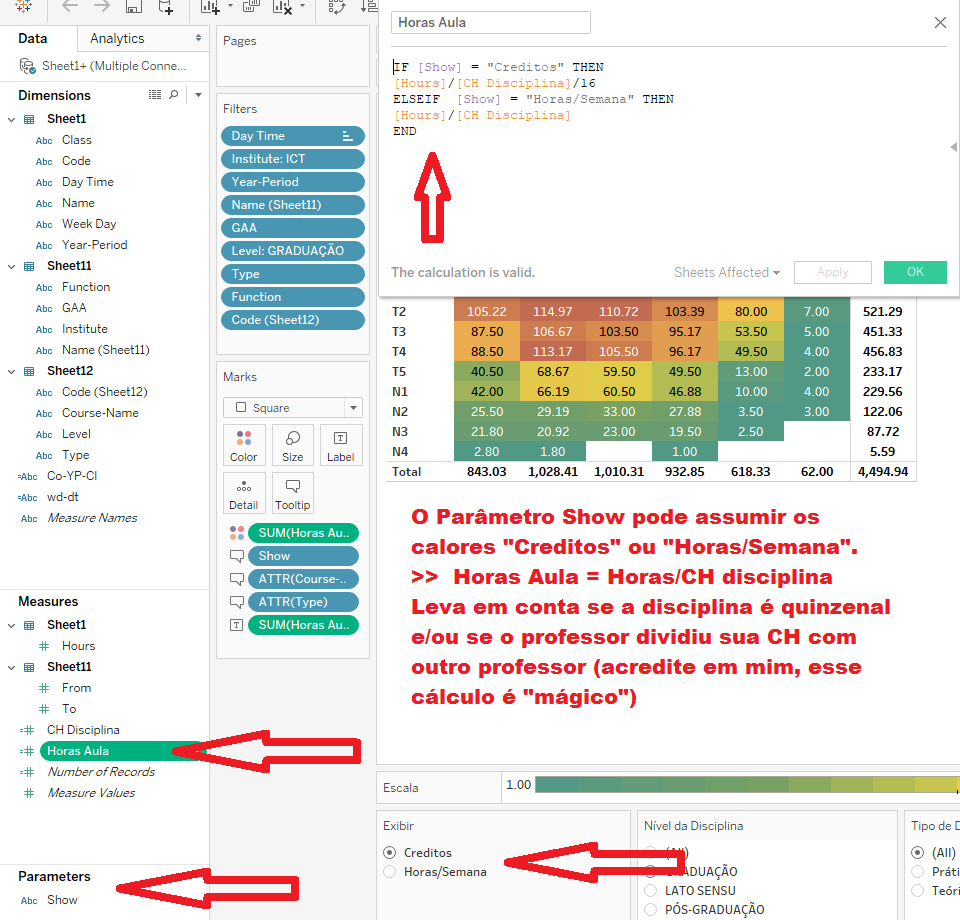 Data
Analytics
Sheet1+ (Multiple Conne...
Dimensions
Sheet1
Abc Class
Abc Code
Abc Day Time
Abc Name
Abc Week Day
Abc Year-Period
Sheet11
Abc Function
Abc GAA
Abc Institute
Abc Name (Sheet11)
Sheet12
Abc Code (Sheet12)
Abc Course-Name
Abc Level
Abc Type
=Abc Co-YP-Cl
=Abc wd-dt
Abc Measure Names
Measures
Sheet1
# Hours
Sheet11
# From
# To
=# CH Disciplina
=# Horas Aula
=# Number of Records
# Measure Values
Parameters
Abc Show
Pages
Filters
Day Time
Institute: ICT
Year-Period
Name (Sheet11)
GAA
Level: GRADUAÇÃO
Type
Function
Code (Sheet12)
Marks
Square
Color Size Label
Detail Tooltip
SUM(Horas Au..
Show
ATTR(Course-..
ATTR(Type)
SUM(Horas Au..
Horas Aula
IF [Show] = "Creditos" THEN
[Hours]/[CH Disciplina]/16
ELSEIF [Show] = "Horas/Semana" THEN
[Hours]/[CH Disciplina]
END
The calculation is valid.
Sheets Affected
Apply
OK
T2 105.22 114.97 110.72 103.39 80.00 7.00 521.29
T3 87.50 106.67 103.50 95.17 53.50 5.00 451.33
T4 88.50 113.17 105.50 96.17 49.50 4.00 456.83
T5 40.50 68.67 59.50 49.50 13.00 2.00 233.17
N1 42.00 66.19 60.50 46.88 10.00 4.00 229.56
N2 25.50 29.19 33.00 27.88 3.50 3.00 122.06
N3 21.80 20.92 23.00 19.50 2.50 87.72
N4 2.80 1.80 1.00 5.59
Total 843.03 1,028.41 1,010.31 932.85 618.33 62.00 4,494.94
O Parâmetro Show pode assumir os
calores "Creditos" ou "Horas/Semana".
>> Horas Aula = Horas/CH disciplina
Leva em conta se a disciplina é quinzenal
e/ou se o professor dividiu sua CH com
outro professor (acredite em mim, esse
cálculo é "mágico")
Escala
1.00
Exibir
Creditos
Horas/Semana
Nível da Disciplina
(All)
GRADUAÇÃO
LATO SENSU
PÓS-GRADUAÇÃO
Tipo de D
(All)
Práti
Teóri